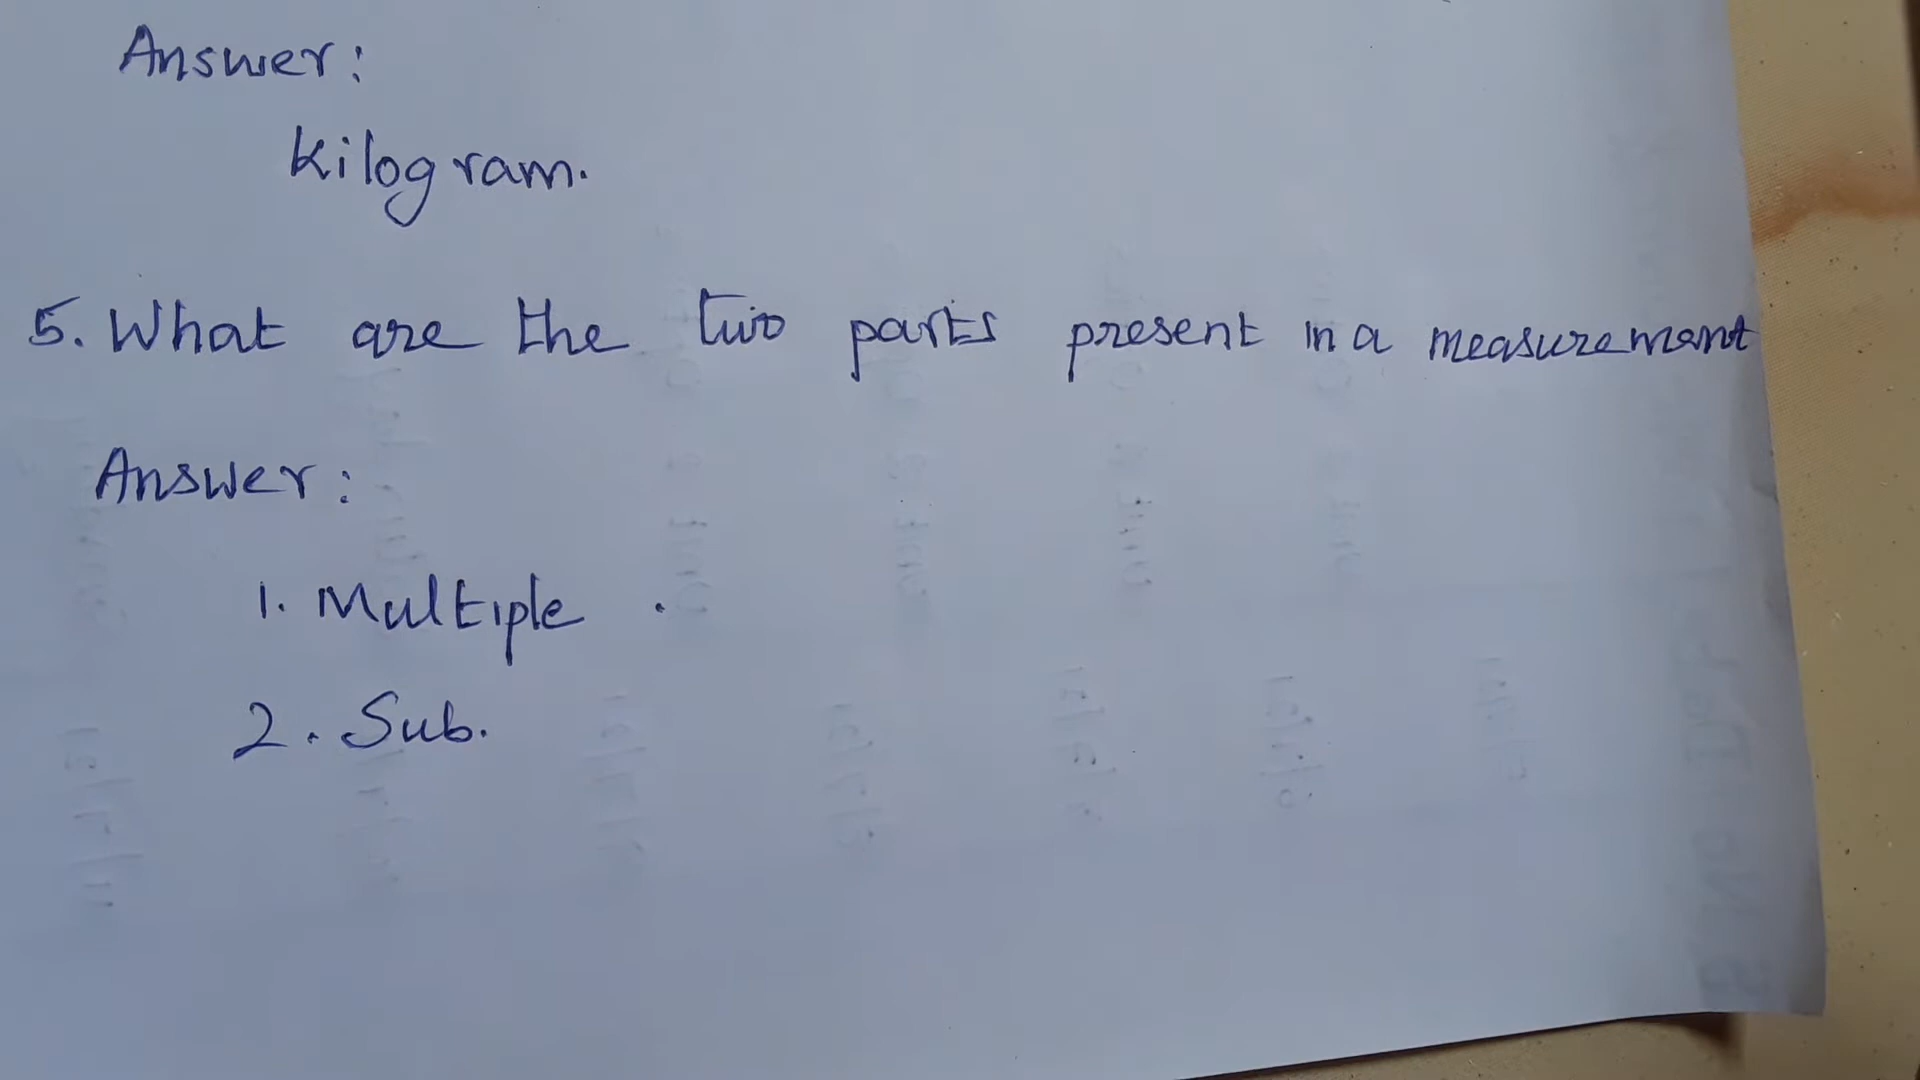 Answer:
Kilogram.
5. What are the two parts present in a measurement
Answer:
1. Multiple .
2. Sub.